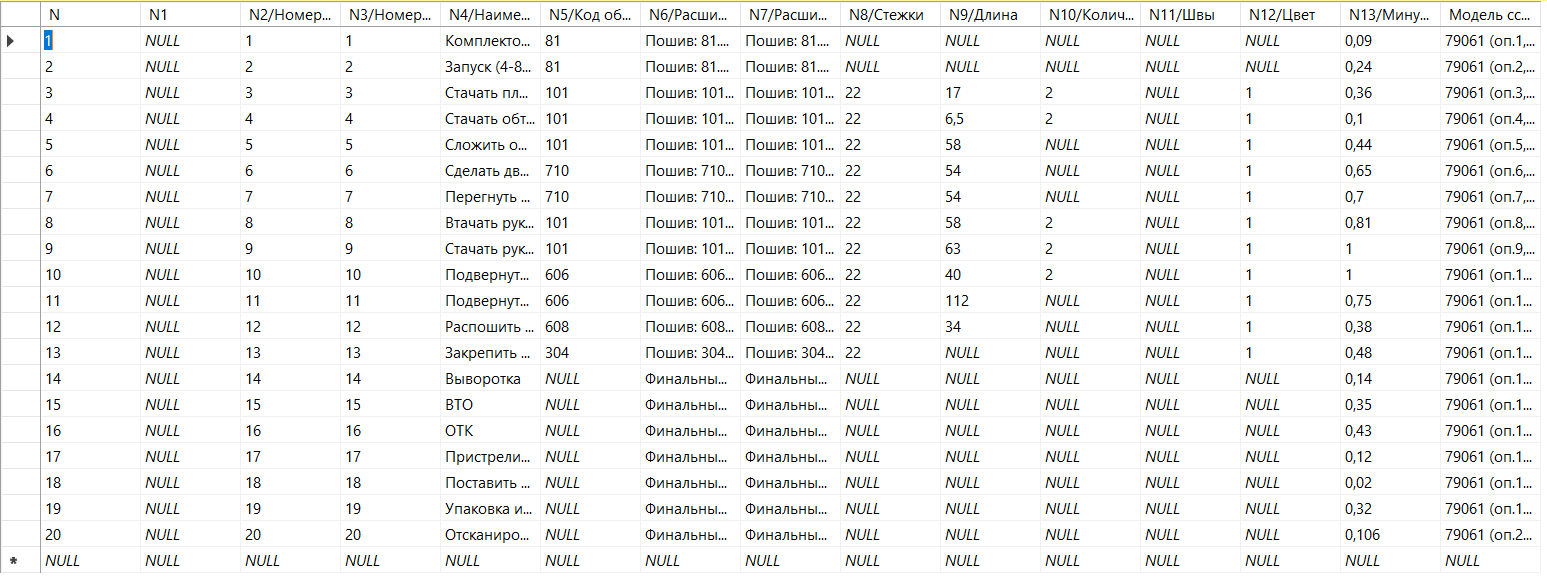 N N1 N2/Номер... N3/Номер... N4/Наиме... N5/Код об... N6/Расши... N7/Расши... N8/Стежки N9/Длина N10/Колич... N11/Швы N12/Цвет N13/Мину... Модель сс...
1 NULL 1 1 Комплекто... 81 Пошив: 81.... Пошив: 81.... NULL NULL NULL NULL NULL 0,09 79061 (оп.1,...
2 NULL 2 2 Запуск (4-8... 81 Пошив: 81.... Пошив: 81.... NULL NULL NULL NULL NULL 0,24 79061 (оп.2,...
3 NULL 3 3 Стачать пл... 101 Пошив: 101... Пошив: 101... 22 17 2 NULL 1 0,36 79061 (оп.3,...
4 NULL 4 4 Стачать обт... 101 Пошив: 101... Пошив: 101... 22 6,5 2 NULL 1 0,1 79061 (оп.4,...
5 NULL 5 5 Сложить о... 101 Пошив: 101... Пошив: 101... 22 58 NULL NULL 1 0,44 79061 (оп.5,...
6 NULL 6 6 Сделать дв... 710 Пошив: 710... Пошив: 710... 22 54 NULL NULL 1 0,65 79061 (оп.6,...
7 NULL 7 7 Перегнуть ... 710 Пошив: 710... Пошив: 710... 22 54 NULL NULL 1 0,7 79061 (оп.7,...
8 NULL 8 8 Втачать рук... 101 Пошив: 101... Пошив: 101... 22 58 2 NULL 1 0,81 79061 (оп.8,...
9 NULL 9 9 Стачать рук... 101 Пошив: 101... Пошив: 101... 22 63 2 NULL 1 1 79061 (оп.9,...
10 NULL 10 10 Подвернут... 606 Пошив: 606... Пошив: 606... 22 40 2 NULL 1 1 79061 (оп.1...
11 NULL 11 11 Подвернут... 606 Пошив: 606... Пошив: 606... 22 112 NULL NULL 1 0,75 79061 (оп.1...
12 NULL 12 12 Распошить ... 608 Пошив: 608... Пошив: 608... 22 34 NULL NULL 1 0,38 79061 (оп.1...
13 NULL 13 13 Закрепить ... 304 Пошив: 304... Пошив: 304... 22 NULL NULL NULL 1 0,48 79061 (оп.1...
14 NULL 14 14 Выворотка NULL Финальны... Финальны... NULL NULL NULL NULL NULL 0,14 79061 (оп.1...
15 NULL 15 15 ВТО NULL Финальны... Финальны... NULL NULL NULL NULL NULL 0,35 79061 (оп.1...
16 NULL 16 16 ОТК NULL Финальны... Финальны... NULL NULL NULL NULL NULL 0,43 79061 (оп.1...
17 NULL 17 17 Пристрели... NULL Финальны... Финальны... NULL NULL NULL NULL NULL 0,12 79061 (оп.1...
18 NULL 18 18 Поставить ... NULL Финальны... Финальны... NULL NULL NULL NULL NULL 0,02 79061 (оп.1...
19 NULL 19 19 Упаковка и... NULL Финальны... Финальны... NULL NULL NULL NULL NULL 0,32 79061 (оп.1...
20 NULL 20 20 Отсканиро... NULL Финальны... Финальны... NULL NULL NULL NULL NULL 0,106 79061 (оп.2...
NULL NULL NULL NULL NULL NULL NULL NULL NULL NULL NULL NULL NULL NULL NULL